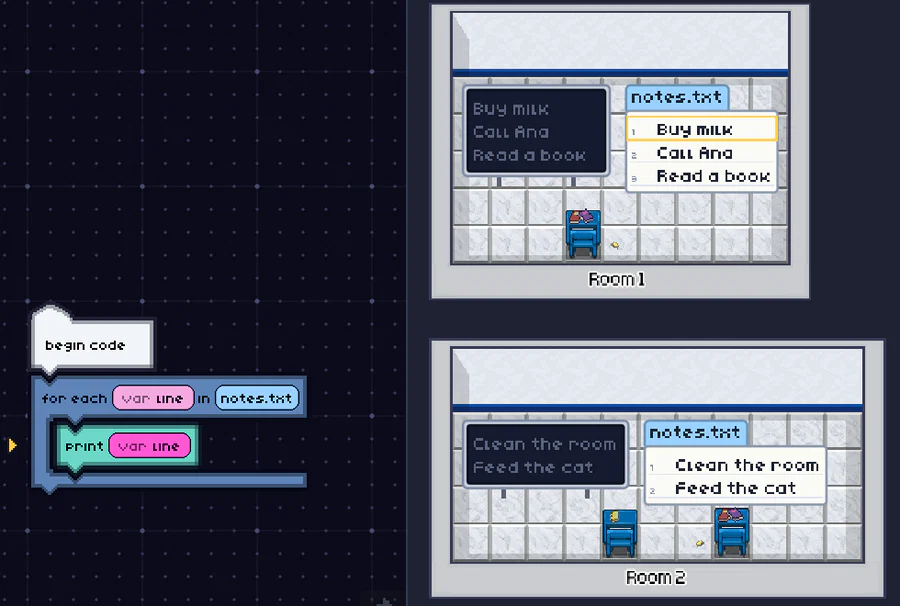 begin code
for each var line in notes.txt
print var line
Buy milk
Call Ana
Read a book
notes.txt
1 Buy milk
2 Call Ana
3 Read a book
Room 1
Clean the room
Feed the cat
notes.txt
1 Clean the room
2 Feed the cat
Room 2